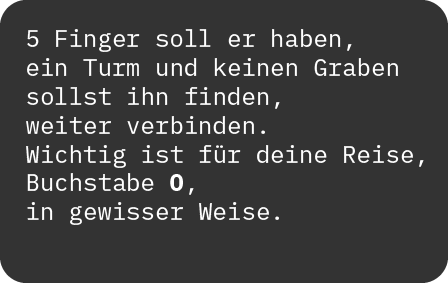 5 Finger soll er haben,
ein Turm und keinen Graben
sollst ihn finden,
weiter verbinden.
Wichtig ist für deine Reise,
Buchstabe O,
in gewisser Weise.